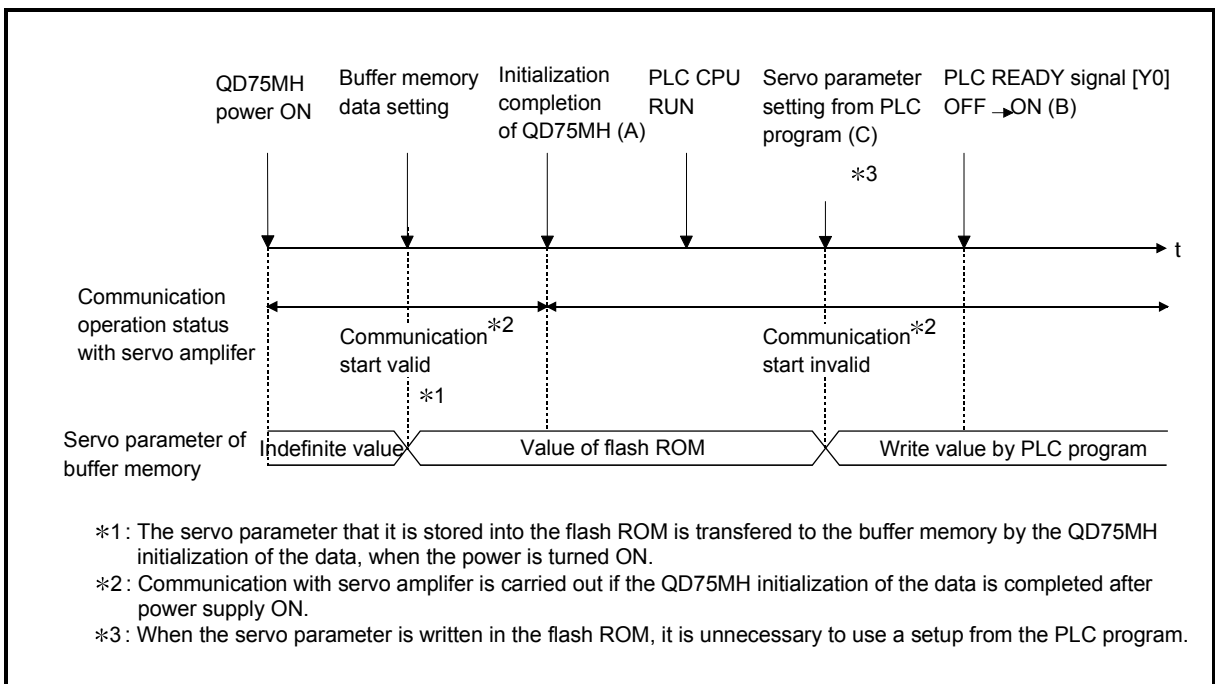 QD75MH
power ON
Buffer memory
data setting
Initialization
completion
of QD75MH (A)
PLC CPU
RUN
Servo parameter
setting from PLC
program (C)
∗3
PLC READY signal [Y0]
OFF → ON (B)
t
Communication
operation status
with servo amplifer
Communication∗2
start valid
∗1
Communication∗2
start invalid
Servo parameter of
buffer memory
Indefinite value
Value of flash ROM
Write value by PLC program
∗1 : The servo parameter that it is stored into the flash ROM is transfered to the buffer memory by the QD75MH
initialization of the data, when the power is turned ON.
∗2 : Communication with servo amplifer is carried out if the QD75MH initialization of the data is completed after
power supply ON.
∗3 : When the servo parameter is written in the flash ROM, it is unnecessary to use a setup from the PLC program.